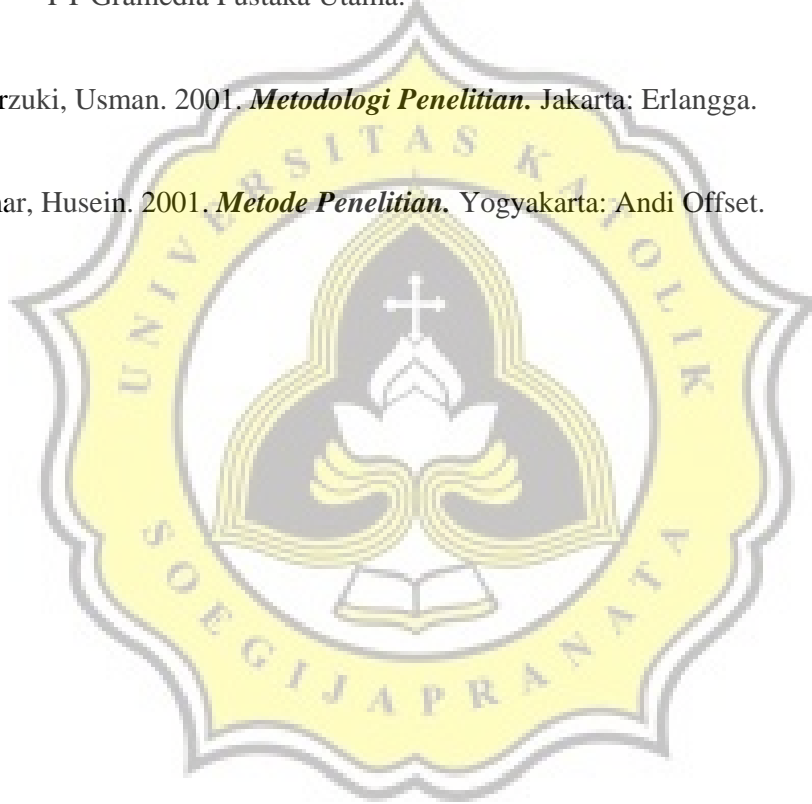 PT Gramedia Pustaka Utama.
rzuki, Usman. 2001. Metodologi Penelitian. Jakarta: Erlangga.
nar, Husein. 2001. Metode Penelitian. Yogyakarta: Andi Offset.
UNIVERSITAS KATOLIK
SOEGIJAPRANATA